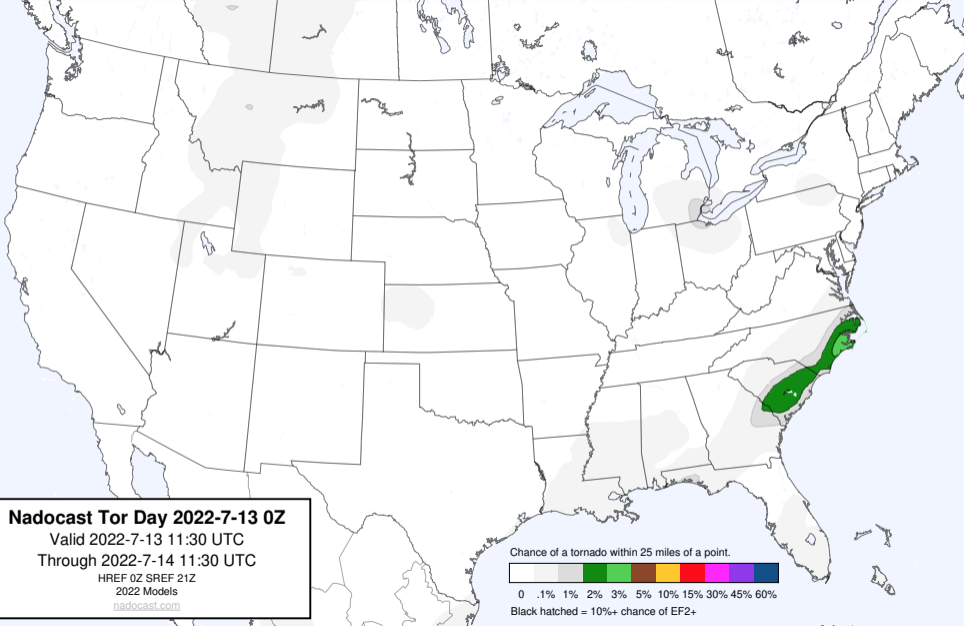 Nadocast Tor Day 2022-7-13 0Z
Valid 2022-7-13 11:30 UTC
Through 2022-7-14 11:30 UTC
HREF 0Z SREF 21Z
2022 Models
nadocast.com
Chance of a tornado within 25 miles of a point.
0 .1% 1% 2% 3% 5% 10% 15% 30% 45% 60%
Black hatched = 10%+ chance of EF2+